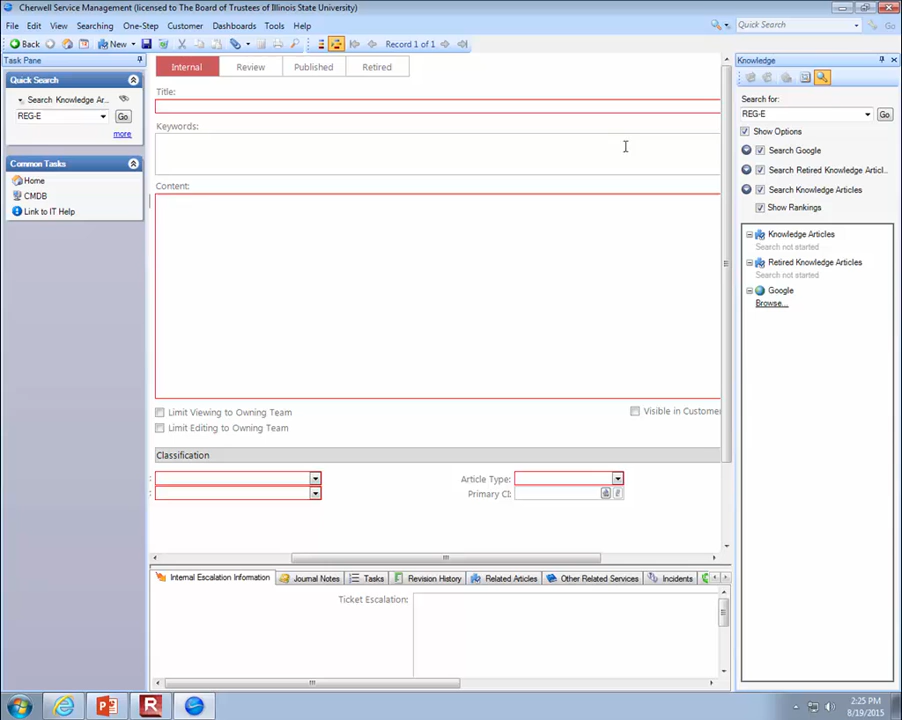 Cherwell Service Management (licensed to The Board of Trustees of Illinois State University)
File Edit View Searching One-Step Customer Dashboards Tools Help
Quick Search
Go
Back New Record 1 of 1
Task Pane
Quick Search
Search Knowledge Ar...
REG-E Go
more
Common Tasks
Home
CMDB
Link to IT Help
Internal Review Published Retired
Title:
Keywords:
Content:
Limit Viewing to Owning Team
Visible in Custome
Limit Editing to Owning Team
Classification
Article Type:
Primary CI:
Internal Escalation Information Journal Notes Tasks Revision History Related Articles Other Related Services Incidents
Ticket Escalation:
Knowledge
Search for:
REG-E Go
Show Options
Search Google
Search Retired Knowledge Articl...
Search Knowledge Articles
Show Rankings
Knowledge Articles
Search not started
Retired Knowledge Articles
Search not started
Google
Browse...
2:25 PM
8/19/2015